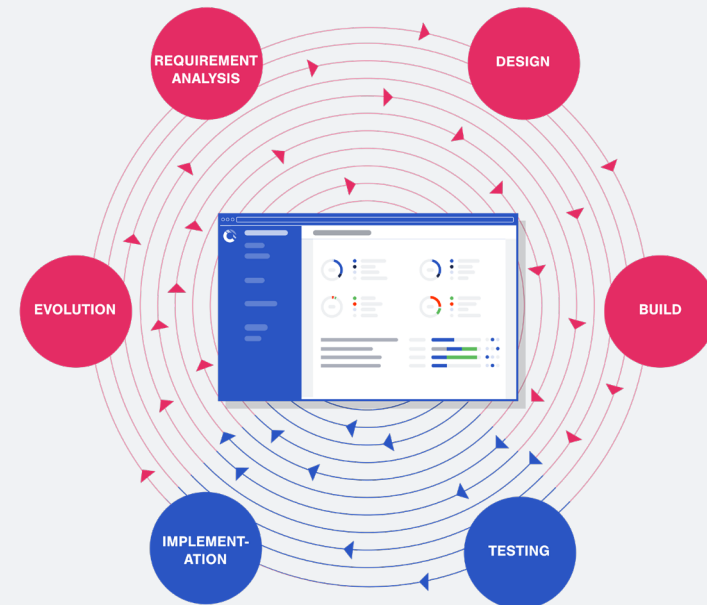 REQUIREMENT
ANALYSIS
DESIGN
EVOLUTION
BUILD
IMPLEMENT-
ATION
TESTING